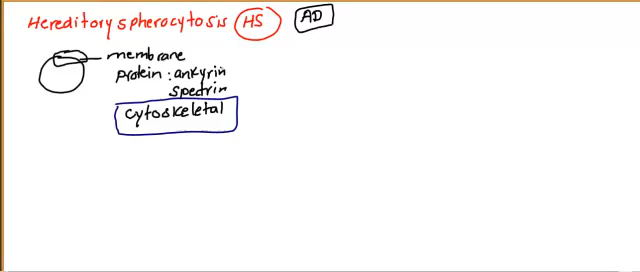 Hereditory spherocytosis HS AD
membrane
protein : ankyrin
spectrin
cytoskeletal